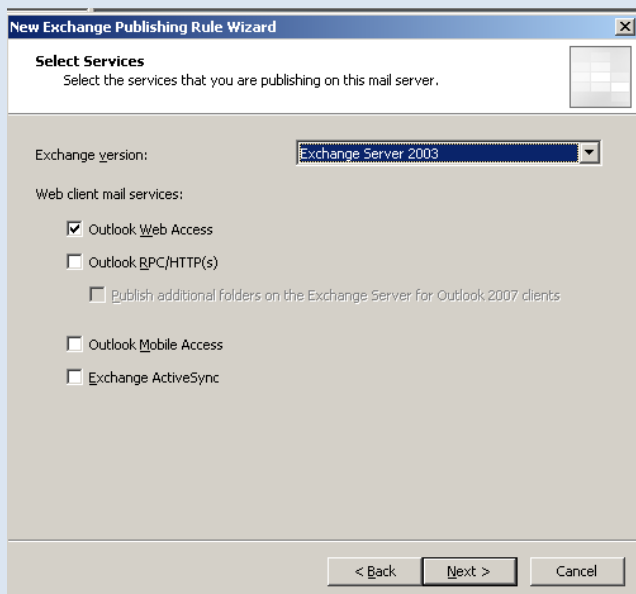 New Exchange Publishing Rule Wizard
Select Services
Select the services that you are publishing on this mail server.
Exchange version:
Exchange Server 2003
Web client mail services:
Outlook Web Access
Outlook RPC/HTTP(s)
Publish additional folders on the Exchange Server for Outlook 2007 clients
Outlook Mobile Access
Exchange ActiveSync
< Back
Next >
Cancel